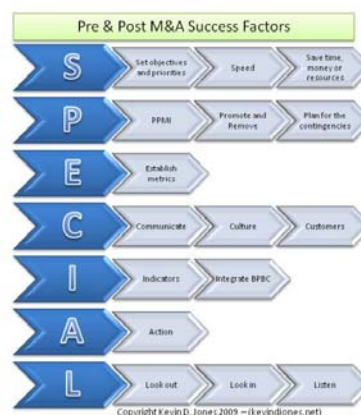 Pre & Post M&A Success Factors
S
Set objectives
and priorities
Speed
Save time,
money or
resources
P
PPMI
Promote and
Remove
Plan for the
contingencies
E
Establish
metrics
C
Communicate
Culture
Customers
I
Indicators
Integrate BPBC
A
Action
L
Look out
Look in
Listen
Copyright Kevin D. Jones 2009 – (kevindjones.net)